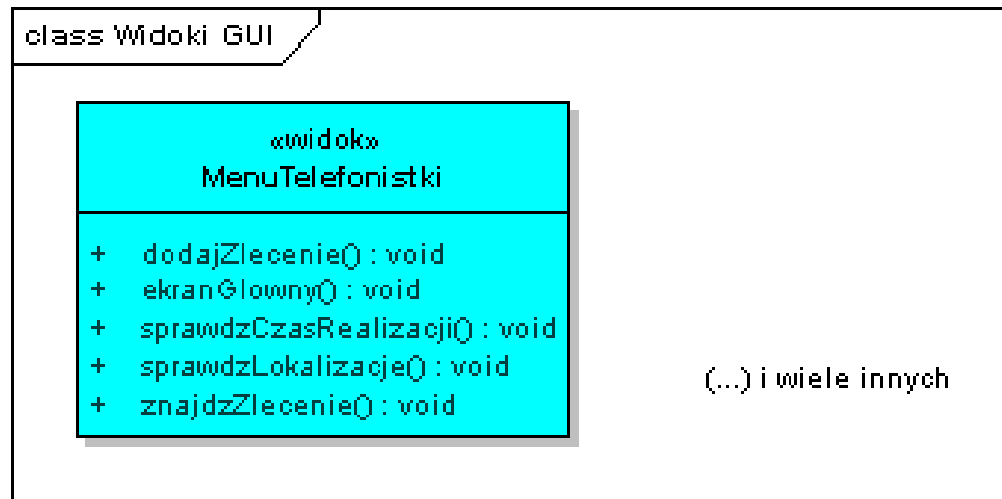 class Widoki GUI
«widok»
MenuTelefonistki
+ dodajZlecenie() : void
+ ekranGlowny() : void
+ sprawdzCzasRealizacji() : void
+ sprawdzLokalizacje() : void
+ znajdzZlecenie() : void
(...) i wiele innych